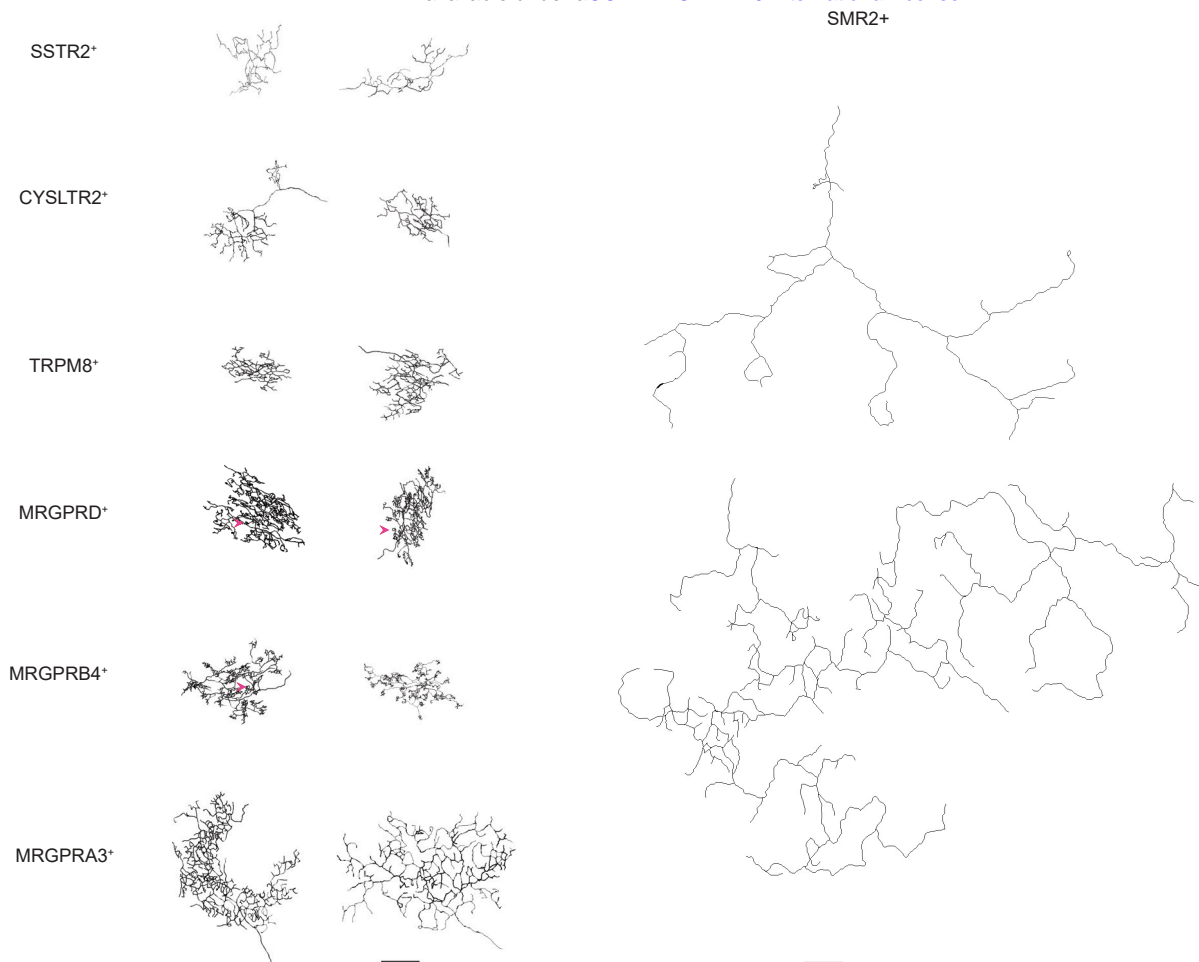 SMR2+
SSTR2⁺
CYSLTR2⁺
TRPM8⁺
MRGPRD⁺
MRGPRB4⁺
MRGPRA3⁺